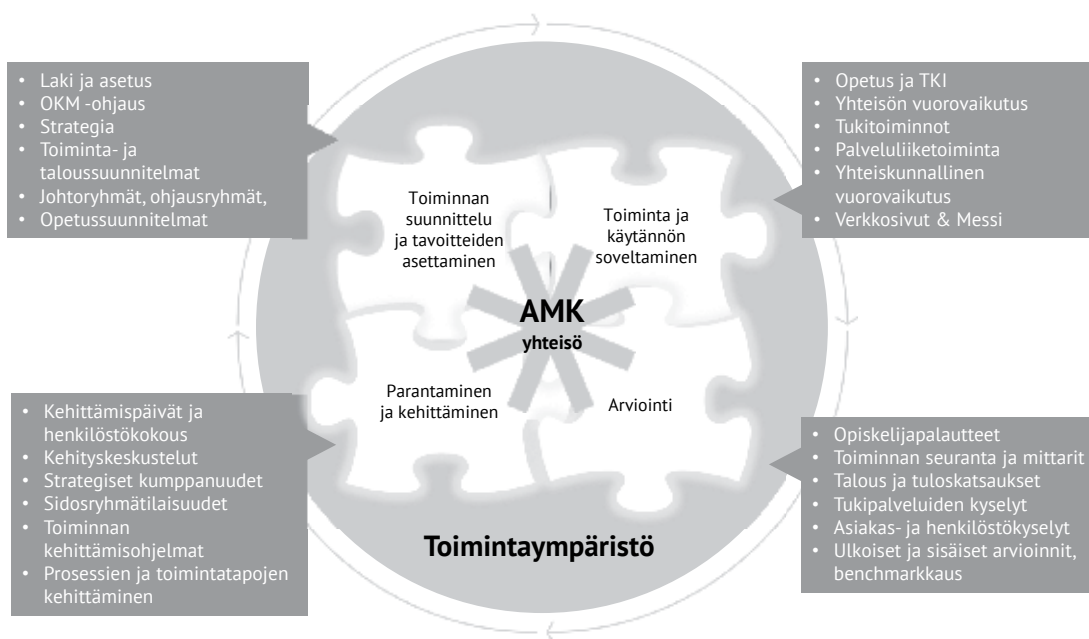 • Laki ja asetus
• OKM -ohjaus
• Strategia
• Toiminta- ja
taloussuunnitelmat
• Johtoryhmät, ohjausryhmät,
• Opetussuunnitelmat
• Opetus ja TKI
• Yhteisön vuorovaikutus
• Tukitoiminnot
• Palveluliiketoiminta
• Yhteiskunnallinen
vuorovaikutus
• Verkkosivut & Messi
Toiminnan
suunnittelu
ja tavoitteiden
asettaminen
Toiminta ja
käytännön
soveltaminen
AMK
yhteisö
Parantaminen
ja kehittäminen
Arviointi
• Kehittämispäivät ja
henkilöstökokous
• Kehityskeskustelut
• Strategiset kumppanuudet
• Sidosryhmätilaisuudet
• Toiminnan
kehittämisohjelmat
• Prosessien ja toimintatapojen
kehittäminen
• Opiskelijapalautteet
• Toiminnan seuranta ja mittarit
• Talous ja tuloskatsaukset
• Tukipalveluiden kyselyt
• Asiakas- ja henkilöstökyselyt
• Ulkoiset ja sisäiset arvioinnit,
benchmarkkaus
Toimintaympäristö